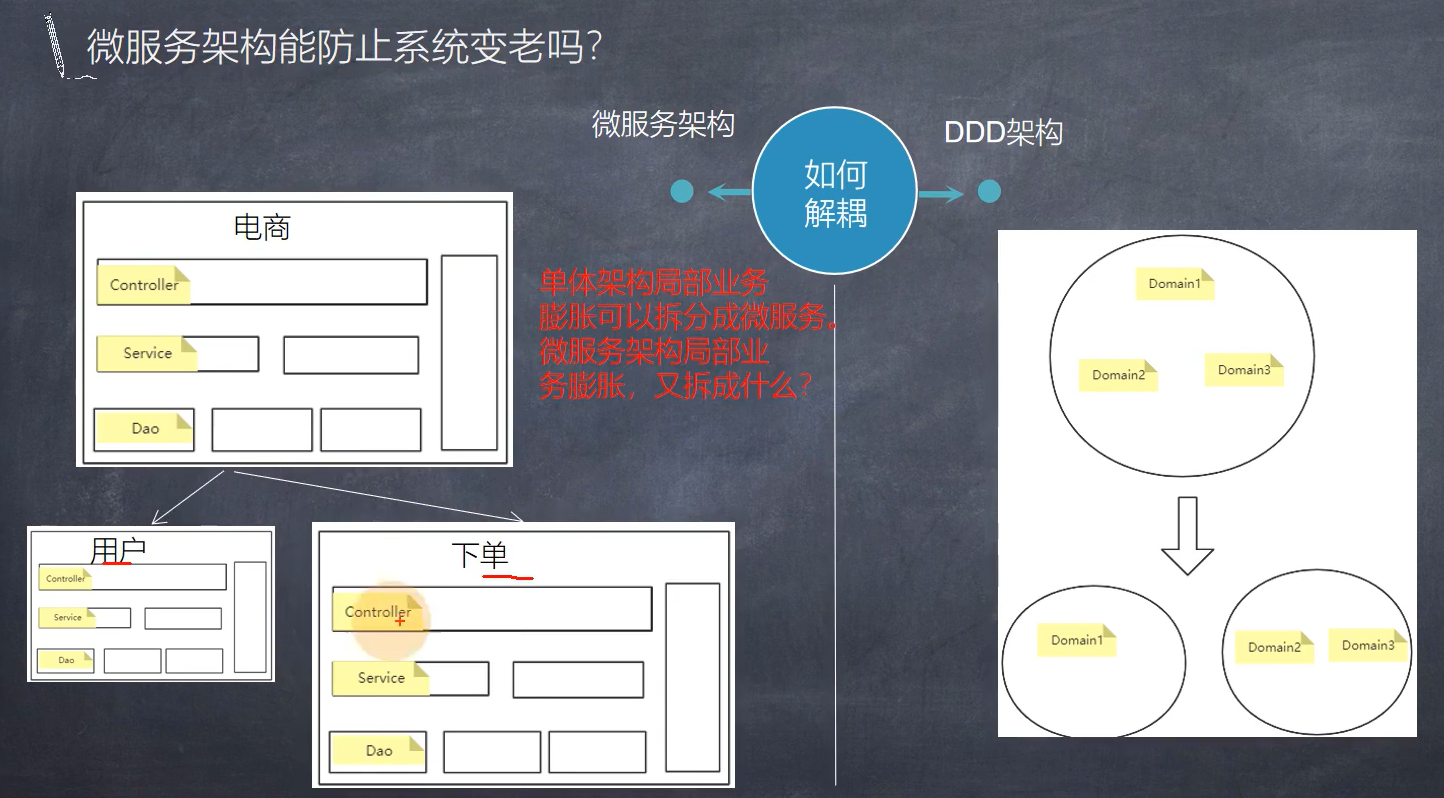 微服务架构能防止系统变老吗?
微服务架构
如何
解耦
DDD架构
电商
Controller
Service
Dao
单体架构局部业务
膨胀可以拆分成微服务。
微服务架构局部业
务膨胀，又拆成什么?
用户
Controller
Service
Dao
下单
Controller
Service
Dao
Domain1
Domain2
Domain3
Domain1
Domain2
Domain3